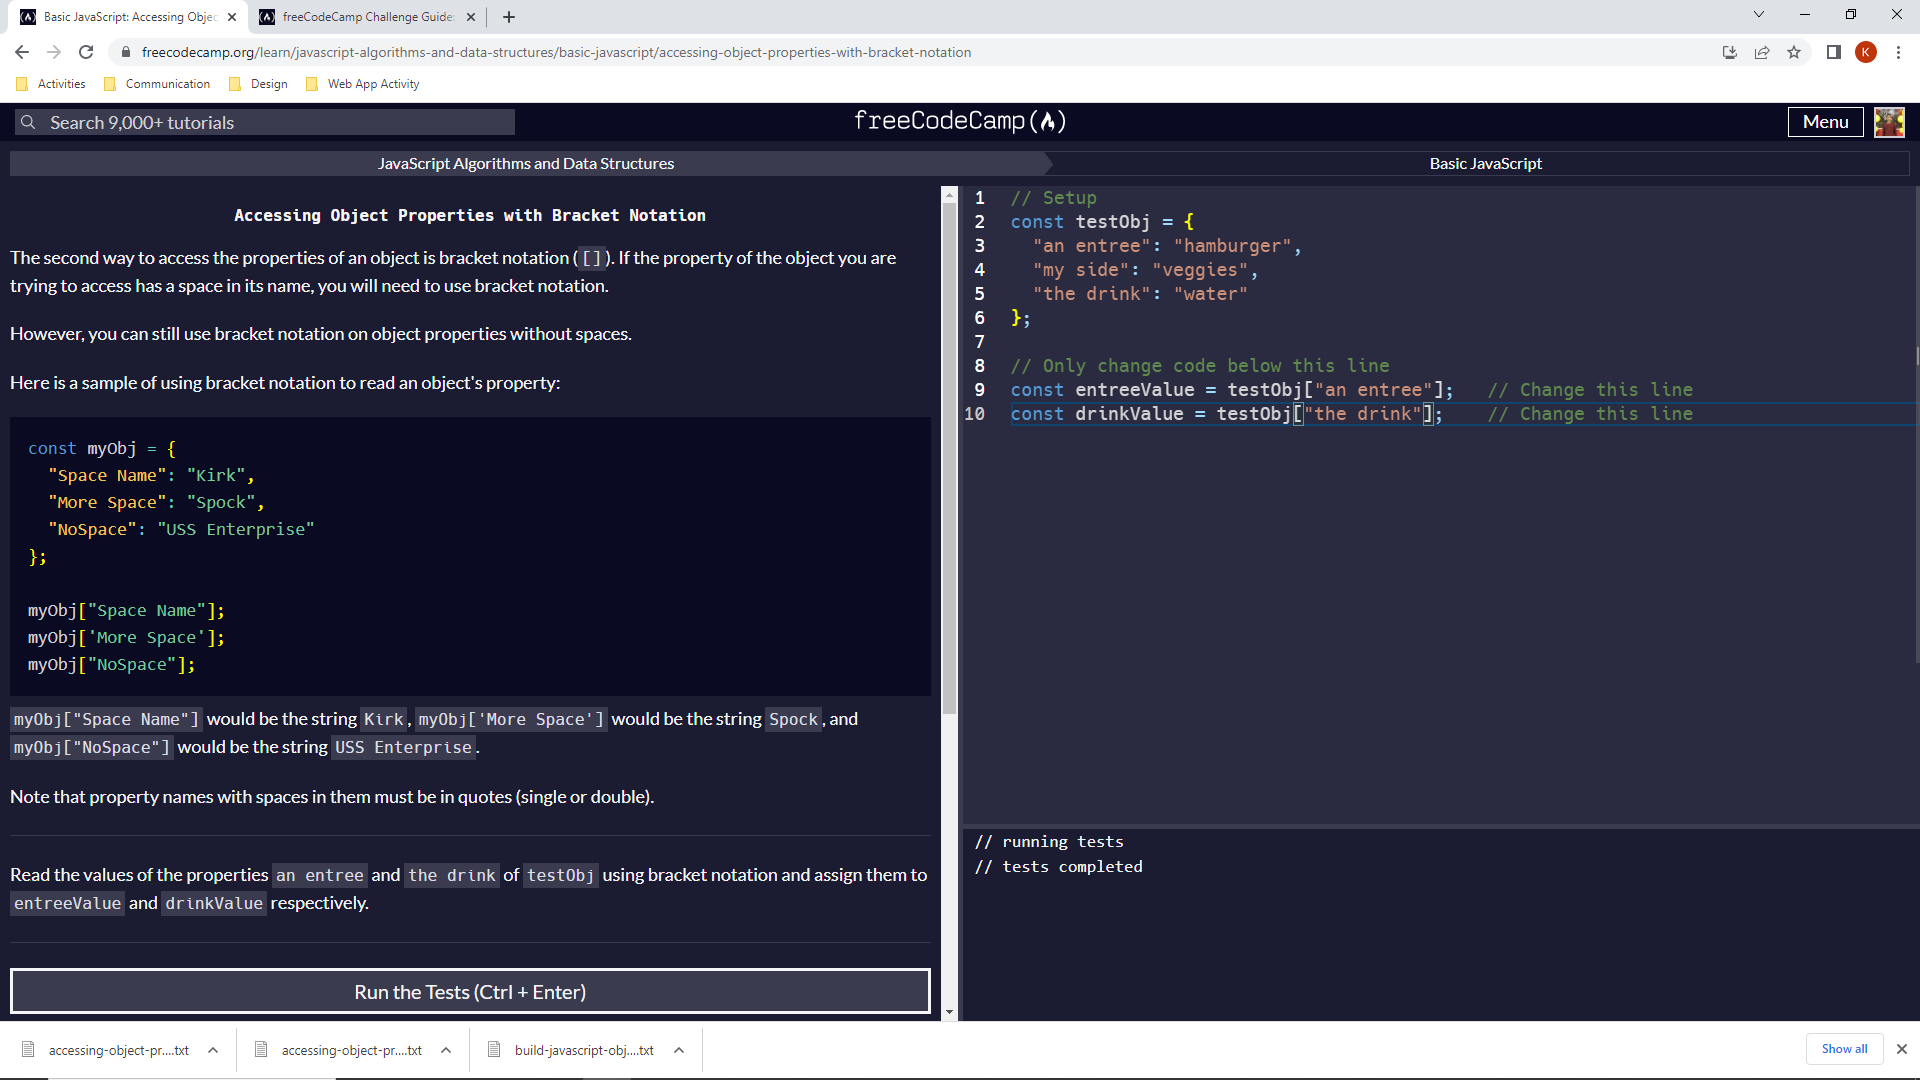 Basic JavaScript: Accessing Objec
freeCodeCamp Challenge Guide:
freecodecamp.org/learn/javascript-algorithms-and-data-structures/basic-javascript/accessing-object-properties-with-bracket-notation
K
Activities
Communication
Design
Web App Activity
Search 9,000+ tutorials
freeCodeCamp
Menu
JavaScript Algorithms and Data Structures
Basic JavaScript
Accessing Object Properties with Bracket Notation
The second way to access the properties of an object is bracket notation ([]). If the property of the object you are
trying to access has a space in its name, you will need to use bracket notation.
However, you can still use bracket notation on object properties without spaces.
Here is a sample of using bracket notation to read an object's property:
const myObj = {
"Space Name": "Kirk",
"More Space": "Spock",
"NoSpace": "USS Enterprise"
};
myObj["Space Name"];
myObj['More Space'];
myObj["NoSpace"];
myObj["Space Name"] would be the string Kirk, myObj['More Space'] would be the string Spock, and
myObj["NoSpace"] would be the string USS Enterprise.
Note that property names with spaces in them must be in quotes (single or double).
Read the values of the properties an entree and the drink of testObj using bracket notation and assign them to
entreeValue and drinkValue respectively.
Run the Tests (Ctrl + Enter)
1 // Setup
2 const testObj = {
3 "an entree": "hamburger",
4 "my side": "veggies",
5 "the drink": "water"
6 };
7
8 // Only change code below this line
9 const entreeValue = testObj["an entree"]; // Change this line
10 const drinkValue = testObj["the drink"]; // Change this line
// running tests
// tests completed
accessing-object-pr....txt
accessing-object-pr....txt
build-javascript-obj....txt
Show all